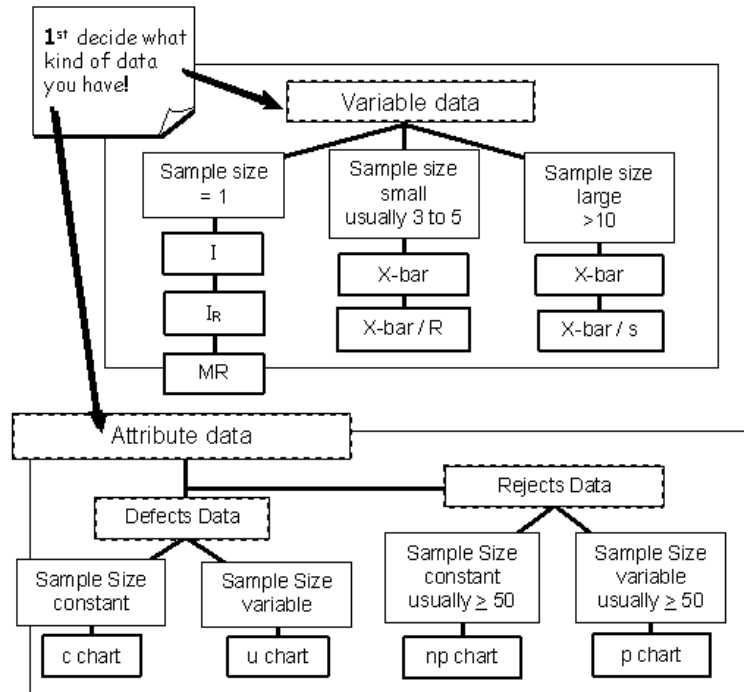 1st decide what
kind of data
you have!
Variable data
Sample size
= 1
Sample size
small
usually 3 to 5
Sample size
large
>10
I
X-bar
X-bar
IR
X-bar / R
X-bar / s
MR
Attribute data
Defects Data
Rejects Data
Sample Size
constant
Sample Size
variable
Sample Size
constant
usually ≥ 50
Sample Size
variable
usually ≥ 50
c chart
u chart
np chart
p chart